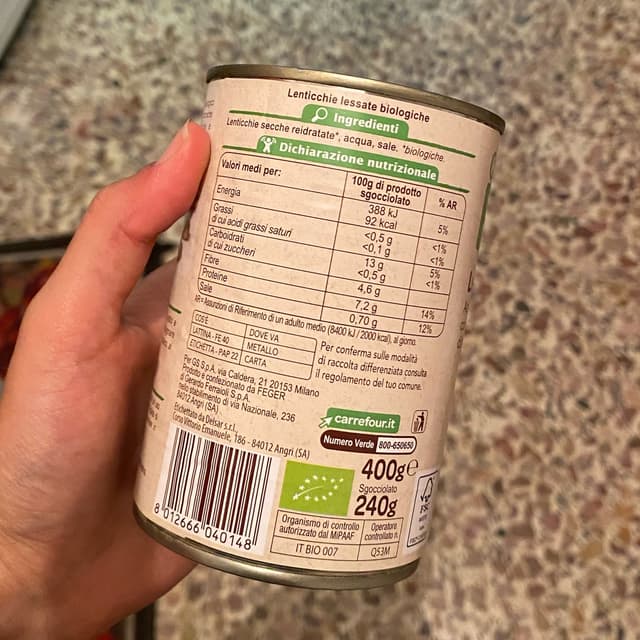 Lenticchie lessate biologiche
Ingredienti
Lenticchie secche reidratate*, acqua, sale. *biologiche.
Dichiarazione nutrizionale
Valori medi per: 100g di prodotto sgocciolato % AR
Energia 388 kJ
92 kcal 5%
Grassi <0,5 g <1%
di cui acidi grassi saturi <0,1 g <1%
Carboidrati 13 g 5%
di cui zuccheri <0,5 g <1%
Fibre 4,6 g
Proteine 7,2 g 14%
Sale 0,70 g 12%
AR = Assunzioni di Riferimento di un adulto medio (8400 kJ / 2000 kcal), al giorno.
COS'È DOVE VA
LATTINA - FE 40 METALLO
ETICHETTA - PAP 22 CARTA
Per conferma sulle modalità
di raccolta differenziata consulta
il regolamento del tuo comune.
Per GS S.p.A. via Caldera, 21 20153 Milano
Prodotto e confezionato da FEGER
di Gerardo Ferraioli S.p.A.
nello stabilimento di via Nazionale, 236
84012 Angri (SA)
Etichettato da Delsar s.r.l.,
Corso Vittorio Emanuele, 186 - 84012 Angri (SA)
carrefour.it
Numero Verde 800-650650
400g e
Sgocciolato
240g
Organismo di controllo
autorizzato dal MiPAAF
IT BIO 007
Operatore
controllato n.
Q53M
8 012666 040148
FSC